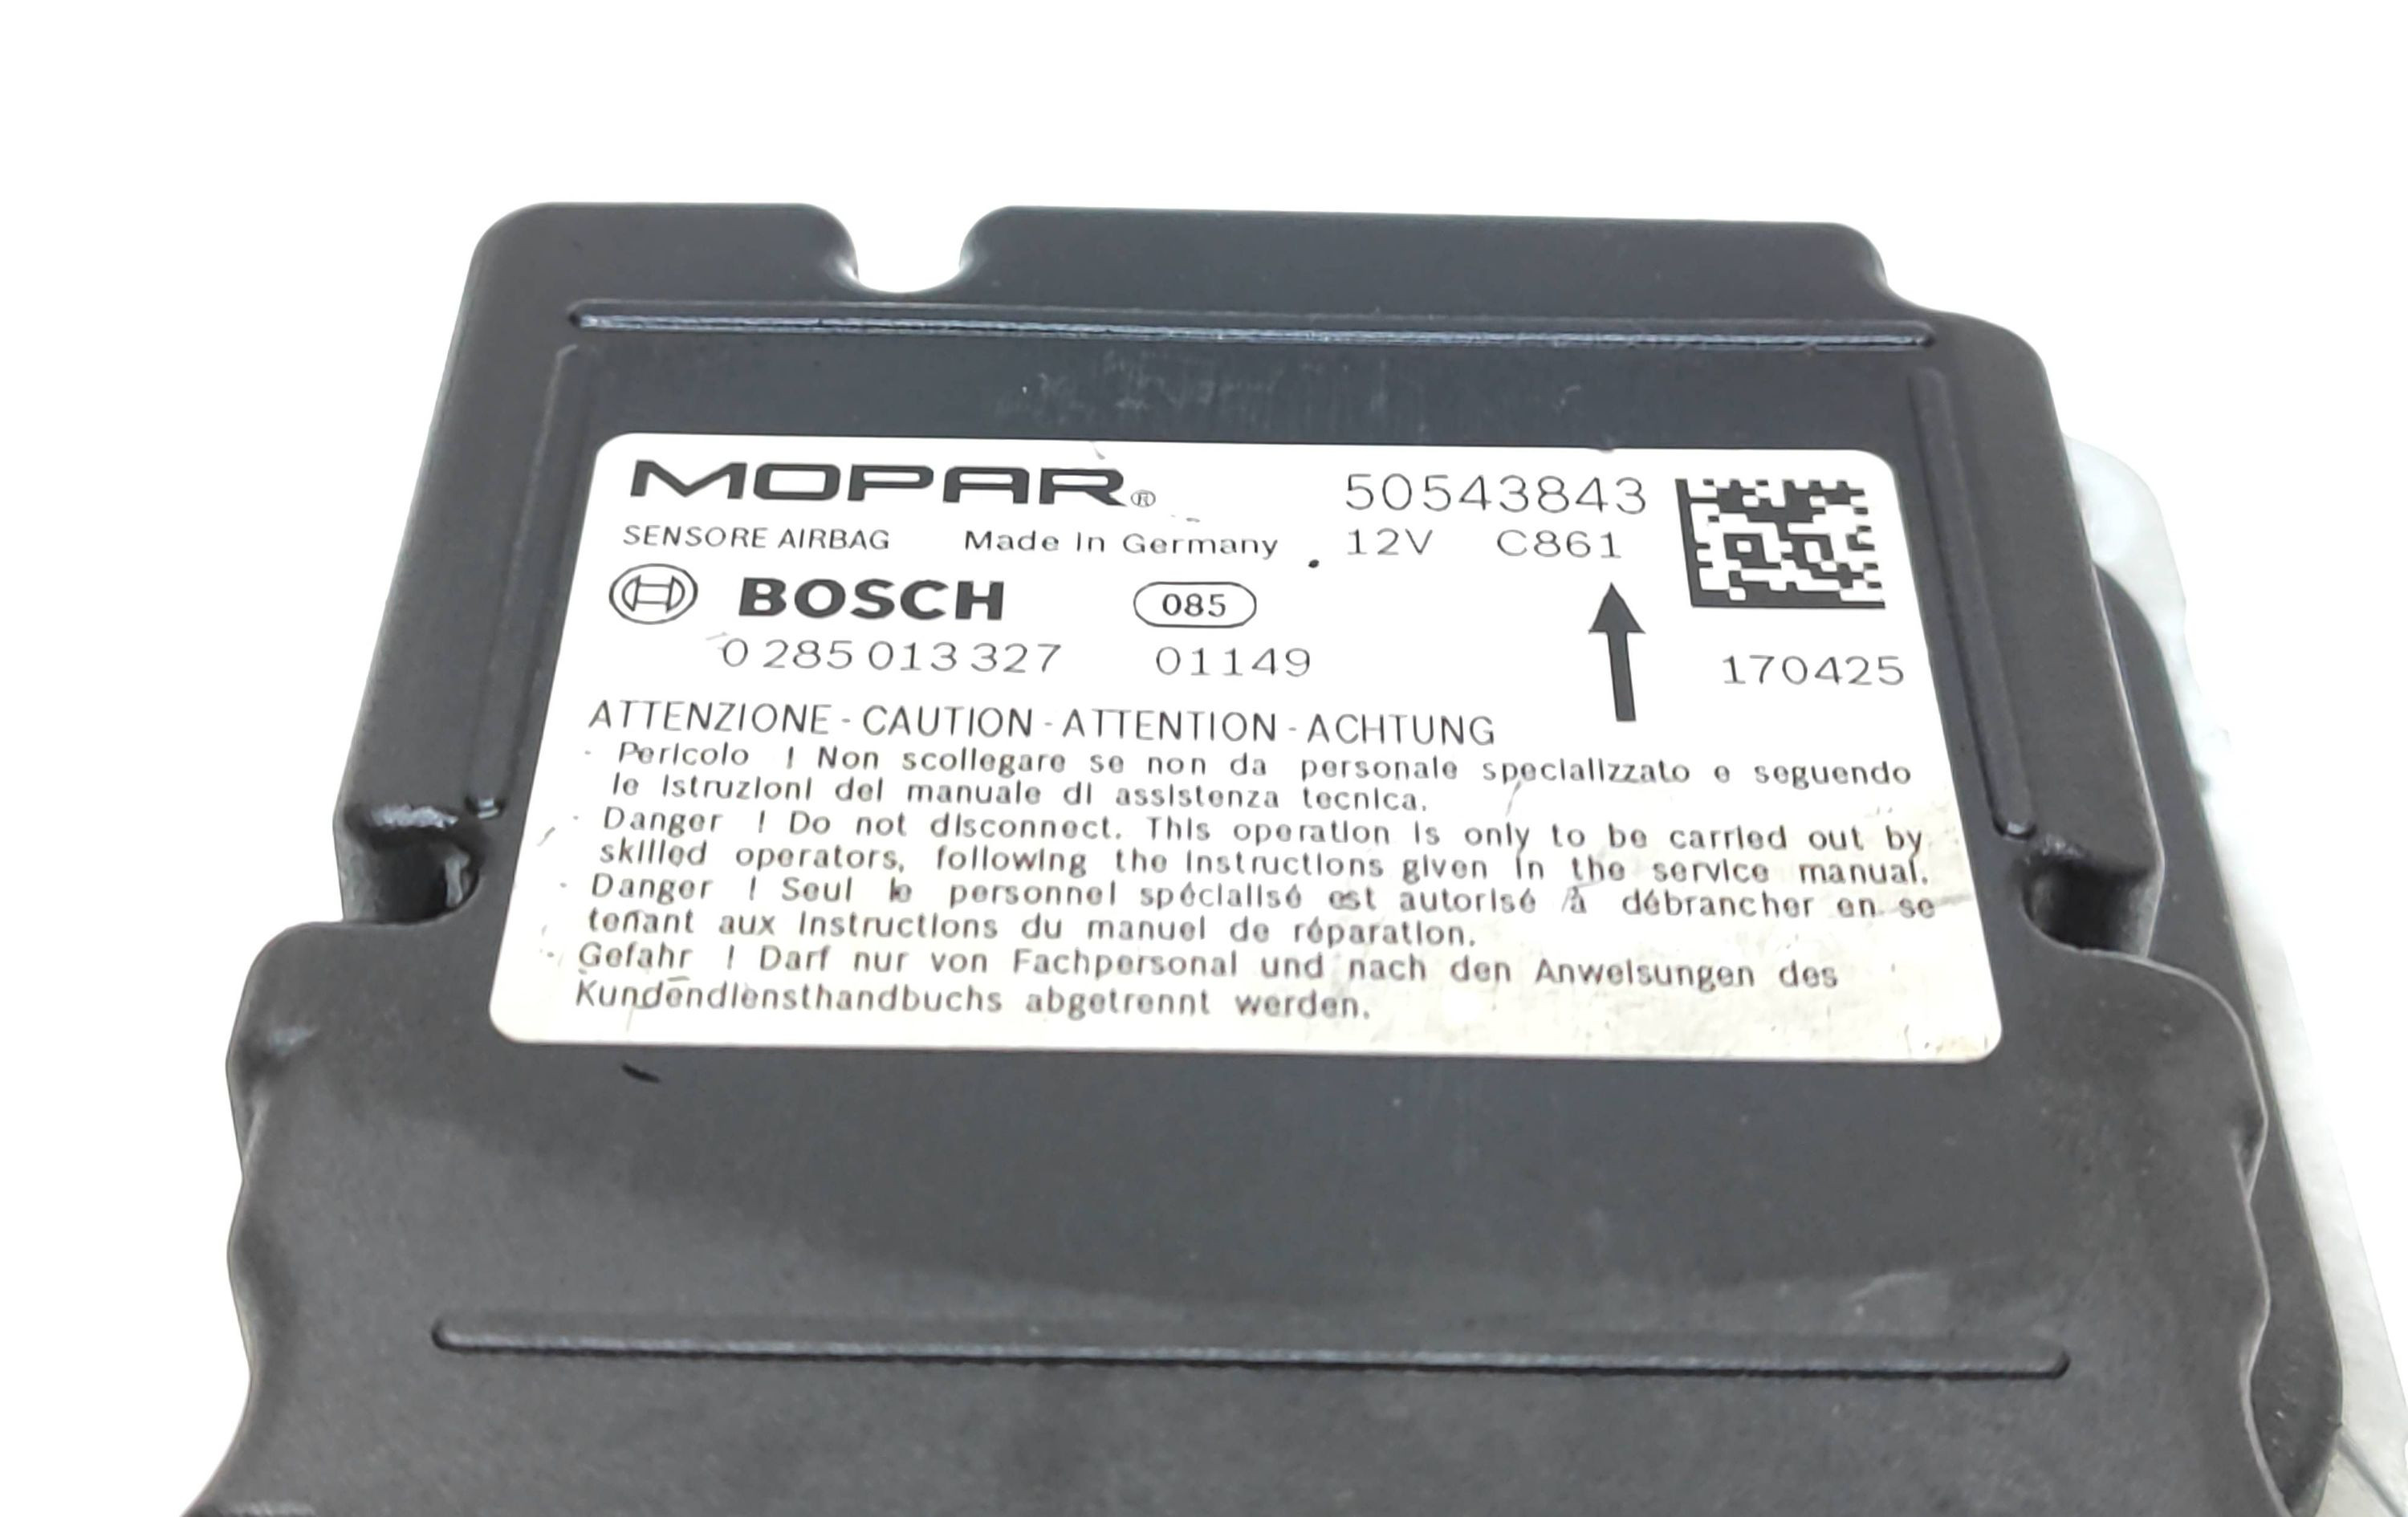 MOPAR® 50543843
SENSORE AIRBAG Made In Germany 12V C861
BOSCH 085
0 285 013 327 01149 170425
ATTENZIONE - CAUTION - ATTENTION - ACHTUNG
- Pericolo ! Non scollegare se non da personale specializzato e seguendo
le istruzioni del manuale di assistenza tecnica.
- Danger ! Do not disconnect. This operation is only to be carried out by
skilled operators, following the instructions given in the service manual.
- Danger ! Seul le personnel spécialisé est autorisé à débrancher en se
tenant aux instructions du manuel de réparation.
- Gefahr ! Darf nur von Fachpersonal und nach den Anweisungen des
Kundendiensthandbuchs abgetrennt werden.